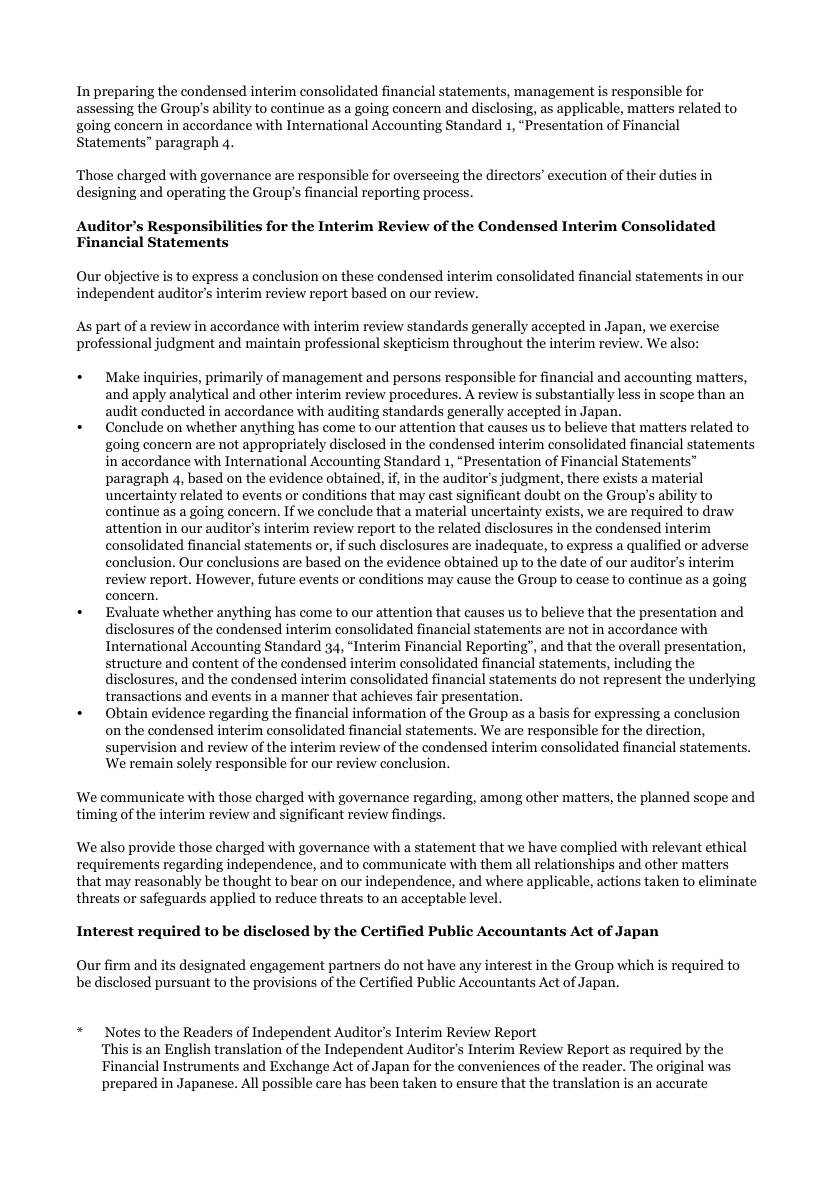 In preparing the condensed interim consolidated financial statements, management is responsible for
assessing the Group’s ability to continue as a going concern and disclosing, as applicable, matters related to
going concern in accordance with International Accounting Standard 1, “Presentation of Financial
Statements” paragraph 4.
Those charged with governance are responsible for overseeing the directors’ execution of their duties in
designing and operating the Group’s financial reporting process.
Auditor’s Responsibilities for the Interim Review of the Condensed Interim Consolidated
Financial Statements
Our objective is to express a conclusion on these condensed interim consolidated financial statements in our
independent auditor’s interim review report based on our review.
As part of a review in accordance with interim review standards generally accepted in Japan, we exercise
professional judgment and maintain professional skepticism throughout the interim review. We also:
• Make inquiries, primarily of management and persons responsible for financial and accounting matters,
and apply analytical and other interim review procedures. A review is substantially less in scope than an
audit conducted in accordance with auditing standards generally accepted in Japan.
• Conclude on whether anything has come to our attention that causes us to believe that matters related to
going concern are not appropriately disclosed in the condensed interim consolidated financial statements
in accordance with International Accounting Standard 1, “Presentation of Financial Statements”
paragraph 4, based on the evidence obtained, if, in the auditor’s judgment, there exists a material
uncertainty related to events or conditions that may cast significant doubt on the Group’s ability to
continue as a going concern. If we conclude that a material uncertainty exists, we are required to draw
attention in our auditor’s interim review report to the related disclosures in the condensed interim
consolidated financial statements or, if such disclosures are inadequate, to express a qualified or adverse
conclusion. Our conclusions are based on the evidence obtained up to the date of our auditor’s interim
review report. However, future events or conditions may cause the Group to cease to continue as a going
concern.
• Evaluate whether anything has come to our attention that causes us to believe that the presentation and
disclosures of the condensed interim consolidated financial statements are not in accordance with
International Accounting Standard 34, “Interim Financial Reporting”, and that the overall presentation,
structure and content of the condensed interim consolidated financial statements, including the
disclosures, and the condensed interim consolidated financial statements do not represent the underlying
transactions and events in a manner that achieves fair presentation.
• Obtain evidence regarding the financial information of the Group as a basis for expressing a conclusion
on the condensed interim consolidated financial statements. We are responsible for the direction,
supervision and review of the interim review of the condensed interim consolidated financial statements.
We remain solely responsible for our review conclusion.
We communicate with those charged with governance regarding, among other matters, the planned scope and
timing of the interim review and significant review findings.
We also provide those charged with governance with a statement that we have complied with relevant ethical
requirements regarding independence, and to communicate with them all relationships and other matters
that may reasonably be thought to bear on our independence, and where applicable, actions taken to eliminate
threats or safeguards applied to reduce threats to an acceptable level.
Interest required to be disclosed by the Certified Public Accountants Act of Japan
Our firm and its designated engagement partners do not have any interest in the Group which is required to
be disclosed pursuant to the provisions of the Certified Public Accountants Act of Japan.
* Notes to the Readers of Independent Auditor’s Interim Review Report
This is an English translation of the Independent Auditor’s Interim Review Report as required by the
Financial Instruments and Exchange Act of Japan for the conveniences of the reader. The original was
prepared in Japanese. All possible care has been taken to ensure that the translation is an accurate